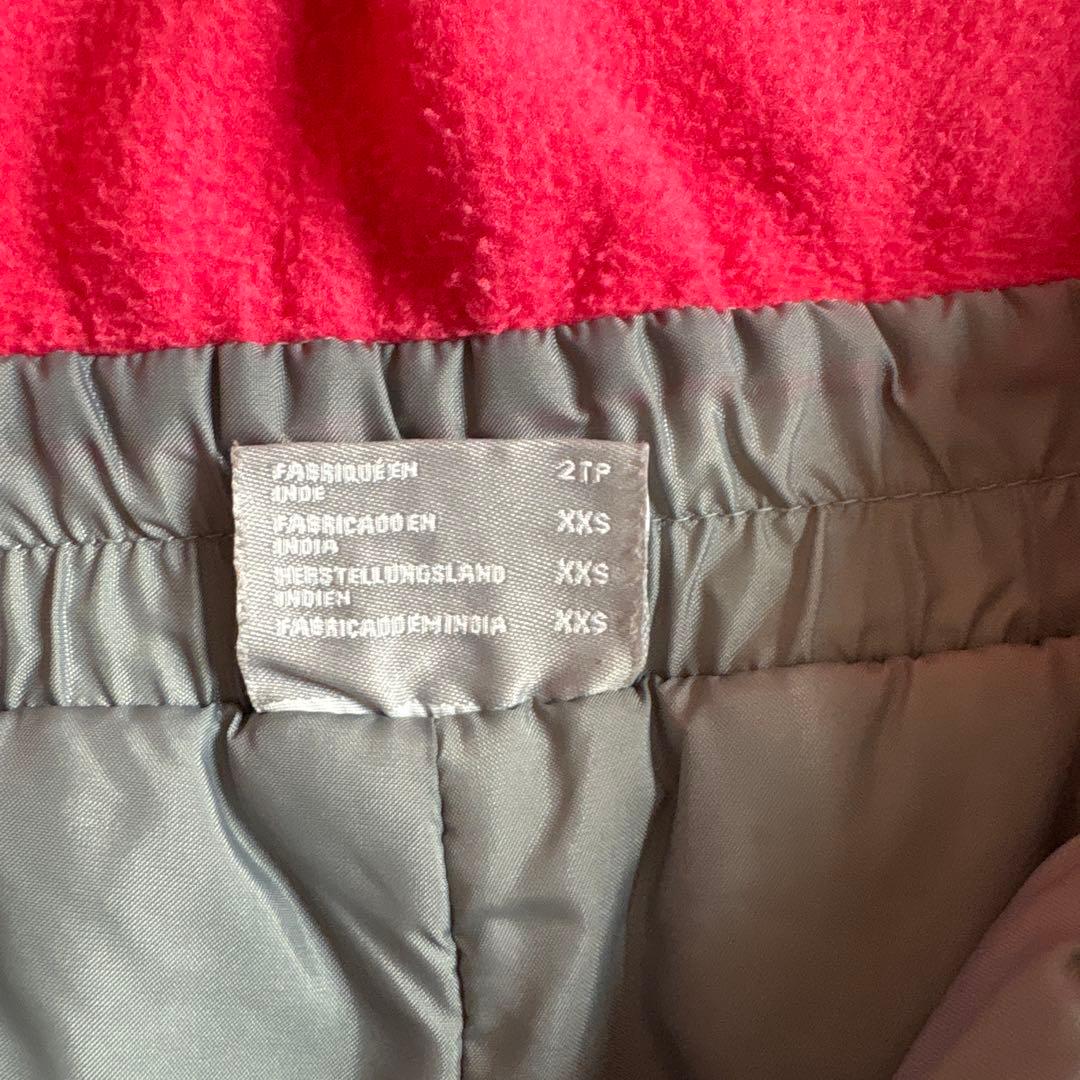 FABRIQUÉ EN 2TP
INDE
FABRICADO EN XXS
INDIA
HERSTELLUNGSLAND XXS
INDIEN
FABRICADO EM INDIA XXS